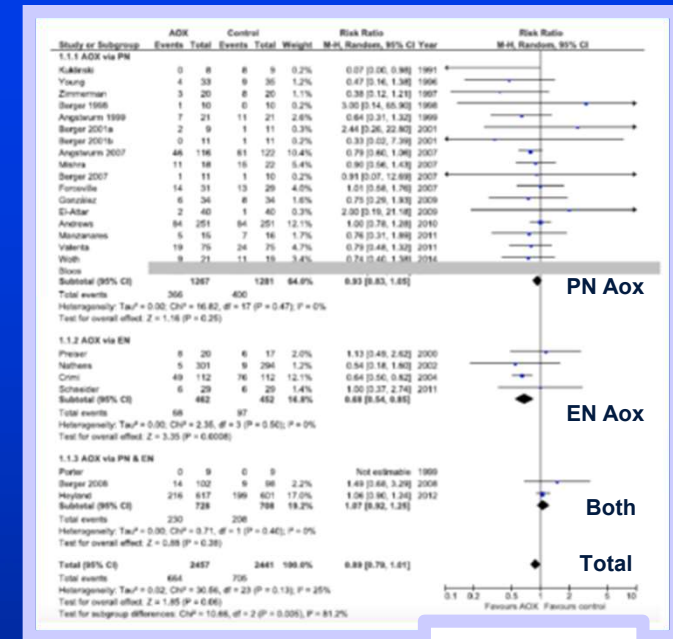 AOX Control Risk Ratio Risk Ratio
Study or Subgroup Events Total Events Total Weight M-H, Random, 95% CI Year M-H, Random, 95% CI
1.1.1 AOX via PN
Kuklinski 0 8 8 9 0.2% 0.07 [0.00, 0.98] 1991
Young 4 33 9 35 1.2% 0.47 [0.16, 1.38] 1996
Zimmerman 3 20 8 20 1.1% 0.38 [0.12, 1.21] 1997
Berger 1998 1 10 0 10 0.2% 3.00 [0.14, 65.90] 1998
Angstwurm 1999 7 21 11 21 2.6% 0.64 [0.31, 1.32] 1999
Berger 2001a 2 9 1 11 0.3% 2.44 [0.26, 22.80] 2001
Berger 2001b 0 11 1 11 0.2% 0.33 [0.02, 7.39] 2001
Angstwurm 2007 46 116 61 122 10.4% 0.79 [0.60, 1.06] 2007
Mishra 11 18 15 22 5.4% 0.90 [0.56, 1.43] 2007
Berger 2007 1 11 1 10 0.2% 0.91 [0.07, 12.69] 2007
Forceville 14 31 13 29 4.0% 1.01 [0.58, 1.76] 2007
González 6 34 8 34 1.6% 0.75 [0.29, 1.93] 2009
El-Attar 2 40 1 40 0.3% 2.00 [0.19, 21.18] 2009
Andrews 84 251 84 251 12.1% 1.00 [0.78, 1.28] 2010
Manzanares 5 15 7 16 1.7% 0.76 [0.31, 1.89] 2011
Valenta 19 75 24 75 4.7% 0.79 [0.48, 1.32] 2011
Woth 9 21 11 19 3.4% 0.74 [0.40, 1.38] 2014
Bloos
Subtotal (95% CI) 1267 1281 64.0% 0.93 [0.83, 1.05]
PN Aox
Total events 366 400
Heterogeneity: Tau² = 0.00; Chi² = 16.82, df = 17 (P = 0.47); I² = 0%
Test for overall effect: Z = 1.16 (P = 0.25)
1.1.2 AOX via EN
Preiser 8 20 6 17 2.0% 1.13 [0.49, 2.62] 2000
Nathens 5 301 9 294 1.2% 0.54 [0.18, 1.60] 2002
Crimi 49 112 76 112 12.1% 0.64 [0.50, 0.82] 2004
Schneider 6 29 6 29 1.5% 1.00 [0.37, 2.74] 2011
Subtotal (95% CI) 462 452 16.8% 0.68 [0.54, 0.85]
EN Aox
Total events 68 97
Heterogeneity: Tau² = 0.00; Chi² = 2.35, df = 3 (P = 0.50); I² = 0%
Test for overall effect: Z = 3.35 (P = 0.0008)
1.1.3 AOX via PN & EN
Porter 0 9 0 9 Not estimable 1999
Berger 2008 14 102 9 98 2.2% 1.49 [0.68, 3.29] 2008
Heyland 216 617 199 601 17.0% 1.06 [0.90, 1.24] 2012
Subtotal (95% CI) 728 708 19.2% 1.07 [0.92, 1.25]
Both
Total events 230 208
Heterogeneity: Tau² = 0.00; Chi² = 0.71, df = 1 (P = 0.40); I² = 0%
Test for overall effect: Z = 0.88 (P = 0.38)
Total (95% CI) 2457 2441 100.0% 0.89 [0.79, 1.01]
Total
Total events 664 705
Heterogeneity: Tau² = 0.02; Chi² = 30.56, df = 23 (P = 0.13); I² = 25%
Test for overall effect: Z = 1.85 (P = 0.06)
Test for subgroup differences: Chi² = 10.66, df = 2 (P = 0.005), I² = 81.2%
0.1 0.2 0.5 1 2 5 10
Favours AOX Favours control